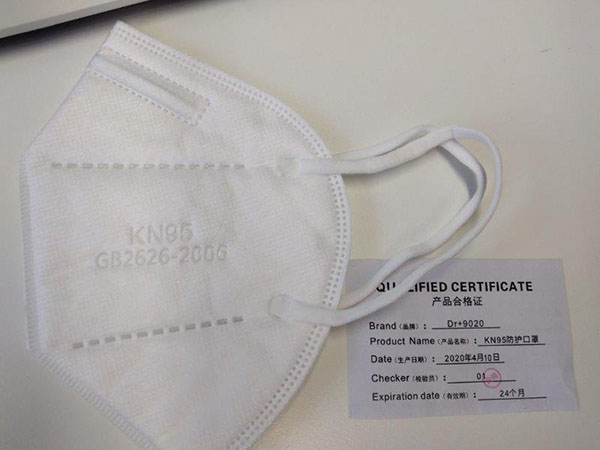 KN95
GB2626-2006
QUALIFIED CERTIFICATE
产品合格证
Brand (品牌) : Dr+9020
Product Name (产品名称) : KN95防护口罩
Date (生产日期) : 2020年4月10日
Checker (检验员) : 01
Expiration date (有效期) : 24个月